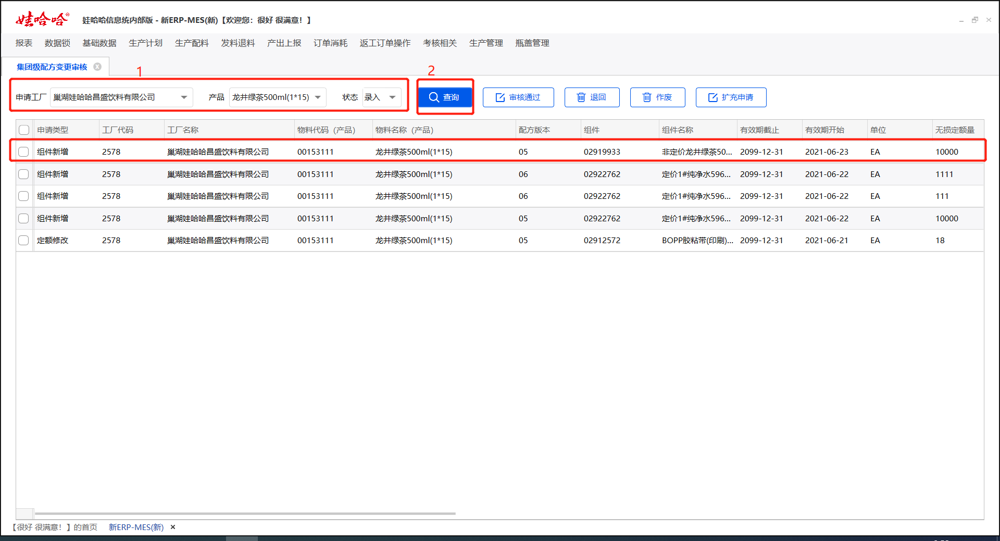 娃哈哈® 娃哈哈信息统内部版 - 新ERP-MES(新)【欢迎您：很好 很满意！】
报表 数据锁 基础数据 生产计划 生产配料 发料退料 产出上报 订单消耗 返工订单操作 考核相关 生产管理 瓶盖管理
集团级配方变更审核
1 2
申请工厂 巢湖娃哈哈昌盛饮料有限公司 产品 龙井绿茶500ml(1*15) 状态 录入 查询 审核通过 退回 作废 扩充申请
申请类型 工厂代码 工厂名称 物料代码（产品） 物料名称（产品） 配方版本 组件 组件名称 有效期截止 有效期开始 单位 无损定额量
组件新增 2578 巢湖娃哈哈昌盛饮料有限公司 00153111 龙井绿茶500ml(1*15) 05 02919933 非定价龙井绿茶50... 2099-12-31 2021-06-23 EA 10000
组件新增 2578 巢湖娃哈哈昌盛饮料有限公司 00153111 龙井绿茶500ml(1*15) 06 02922762 定价1#纯净水596... 2099-12-31 2021-06-22 EA 1111
组件新增 2578 巢湖娃哈哈昌盛饮料有限公司 00153111 龙井绿茶500ml(1*15) 06 02922762 定价1#纯净水596... 2099-12-31 2021-06-22 EA 111
组件新增 2578 巢湖娃哈哈昌盛饮料有限公司 00153111 龙井绿茶500ml(1*15) 05 02922762 定价1#纯净水596... 2099-12-31 2021-06-22 EA 10000
定额修改 2578 巢湖娃哈哈昌盛饮料有限公司 00153111 龙井绿茶500ml(1*15) 05 02912572 BOPP胶粘带(印刷)... 2099-12-31 2021-06-21 EA 18
【很好 很满意！】的首页 新ERP-MES(新)